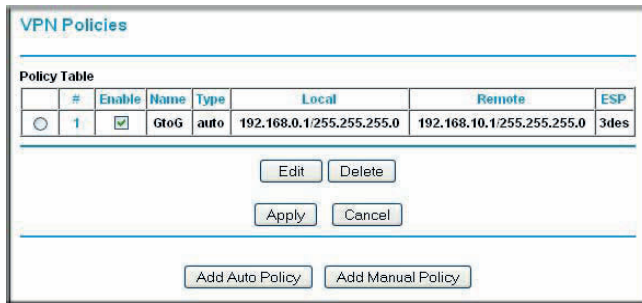 VPN Policies
Policy Table
# Enable Name Type Local Remote ESP
1 GtoG auto 192.168.0.1/255.255.255.0 192.168.10.1/255.255.255.0 3des
Edit Delete
Apply Cancel
Add Auto Policy Add Manual Policy